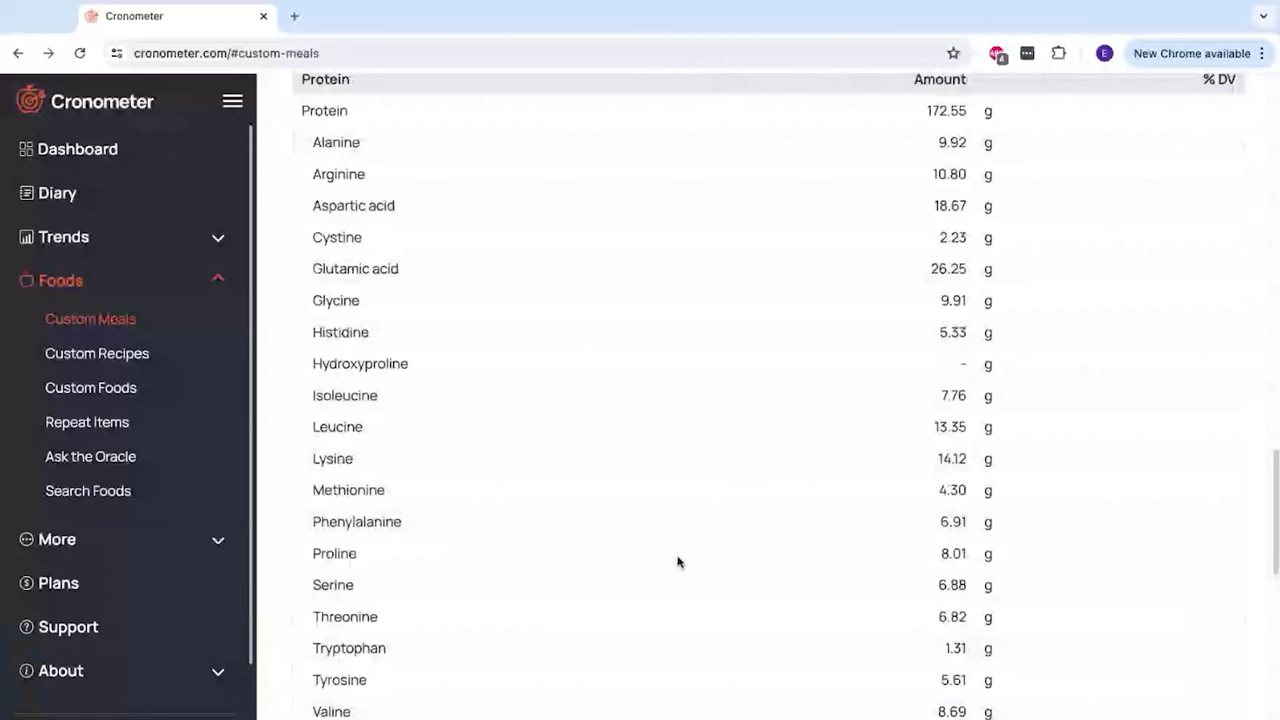 Cronometer
cronometer.com/#custom-meals
4
E
New Chrome available
Cronometer
Dashboard
Diary
Trends
Foods
Custom Meals
Custom Recipes
Custom Foods
Repeat Items
Ask the Oracle
Search Foods
More
Plans
Support
About
Protein Amount % DV
Protein 172.55 g
Alanine 9.92 g
Arginine 10.80 g
Aspartic acid 18.67 g
Cystine 2.23 g
Glutamic acid 26.25 g
Glycine 9.91 g
Histidine 5.33 g
Hydroxyproline - g
Isoleucine 7.76 g
Leucine 13.35 g
Lysine 14.12 g
Methionine 4.30 g
Phenylalanine 6.91 g
Proline 8.01 g
Serine 6.88 g
Threonine 6.82 g
Tryptophan 1.31 g
Tyrosine 5.61 g
Valine 8.69 g